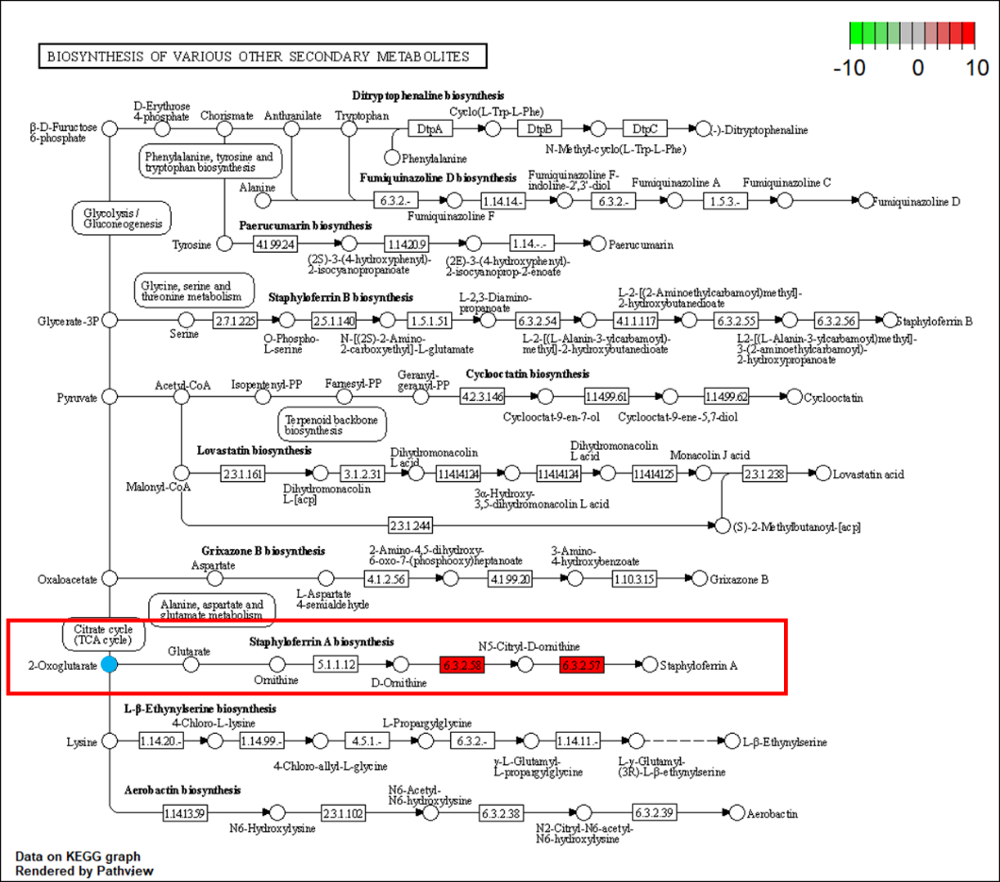 BIOSYNTHESIS OF VARIOUS OTHER SECONDARY METABOLITES
-10 0 10
Ditryptophenaline biosynthesis
D-Erythrose
4-phosphate
Chorismate
Anthranilate
Tryptophan
Cyclo(L-Trp-L-Phe)
β-D-Fructose
6-phosphate
DtpA
DtpB
DtpC
(-)-Ditryptophenaline
Phenylalanine
N-Methyl-cyclo(L-Trp-L-Phe)
Phenylalanine, tyrosine and
tryptophan biosynthesis
Fumiquinazoline D biosynthesis
Fumiquinazoline F-
indoline-2',3'-diol
Fumiquinazoline A
Fumiquinazoline C
Alanine
6.3.2.-
1.14.14.-
6.3.2.-
1.5.3.-
Fumiquinazoline D
Fumiquinazoline F
Glycolysis /
Gluconeogenesis
Paerucumarin biosynthesis
Tyrosine
4.1.99.24
1.14.20.9
1.14.-.-
Paerucumarin
(2S)-3-(4-hydroxyphenyl)-
2-isocyanopropanoate
(2E)-3-(4-hydroxyphenyl)-
2-isocyanoprop-2-enoate
Glycine, serine and
threonine metabolism
Staphyloferrin B biosynthesis
L-2,3-Diamino-
propanoate
L-2-[(2-Aminoethylcarbamoyl)methyl]-
2-hydroxybutanedioate
Glycerate-3P
Serine
2.7.1.225
2.5.1.140
1.5.1.51
6.3.2.54
4.1.1.117
6.3.2.55
6.3.2.56
Staphyloferrin B
O-Phospho-
L-serine
N-[(2S)-2-Amino-
2-carboxyethyl]-L-glutamate
L-2-[(L-Alanin-3-ylcarbamoyl)-
methyl]-2-hydroxybutanedioate
L2-[(L-Alanin-3-ylcarbamoyl)methyl]-
3-(2-aminoethylcarbamoyl)-
2-hydroxypropanoate
Acetyl-CoA
Isopentenyl-PP
Farnesyl-PP
Geranyl-
geranyl-PP
Cyclooctatin biosynthesis
Pyruvate
4.2.3.146
1.14.99.61
1.14.99.62
Cyclooctatin
Cyclooctat-9-en-7-ol
Cyclooctat-9-ene-5,7-diol
Terpenoid backbone
biosynthesis
Lovastatin biosynthesis
Dihydromonacolin
L acid
Dihydromonacolin
L acid
Monacolin J acid
2.3.1.161
3.1.2.31
1.14.14.124
1.14.14.124
1.14.14.125
2.3.1.238
Lovastatin acid
Malonyl-CoA
Dihydromonacolin
L-[acp]
3α-Hydroxy-
3,5-dihydromonacolin L acid
2.3.1.244
(S)-2-Methylbutanoyl-[acp]
Grixazone B biosynthesis
2-Amino-4,5-dihydroxy-
6-oxo-7-(phosphooxy)heptanoate
3-Amino-
4-hydroxybenzoate
Aspartate
Oxaloacetate
4.1.2.56
4.1.99.20
1.10.3.15
Grixazone B
L-Aspartate
4-semialdehyde
Alanine, aspartate and
glutamate metabolism
Citrate cycle
(TCA cycle)
Staphyloferrin A biosynthesis
N5-Citryl-D-ornithine
Glutarate
2-Oxoglutarate
Ornithine
5.1.1.12
D-Ornithine
6.3.2.58
6.3.2.57
Staphyloferrin A
L-β-Ethynylserine biosynthesis
4-Chloro-L-lysine
L-Propargylglycine
Lysine
1.14.20.-
1.14.99.-
4.5.1.-
6.3.2.-
1.14.11.-
L-β-Ethynylserine
4-Chloro-allyl-L-glycine
γ-L-Glutamyl-
L-propargylglycine
L-γ-Glutamyl-
(3R)-L-β-ethynylserine
Aerobactin biosynthesis
N6-Acetyl-
N6-hydroxylysine
1.14.13.59
2.3.1.102
6.3.2.38
6.3.2.39
Aerobactin
N6-Hydroxylysine
N2-Citryl-N6-acetyl-
N6-hydroxylysine
Data on KEGG graph
Rendered by Pathview